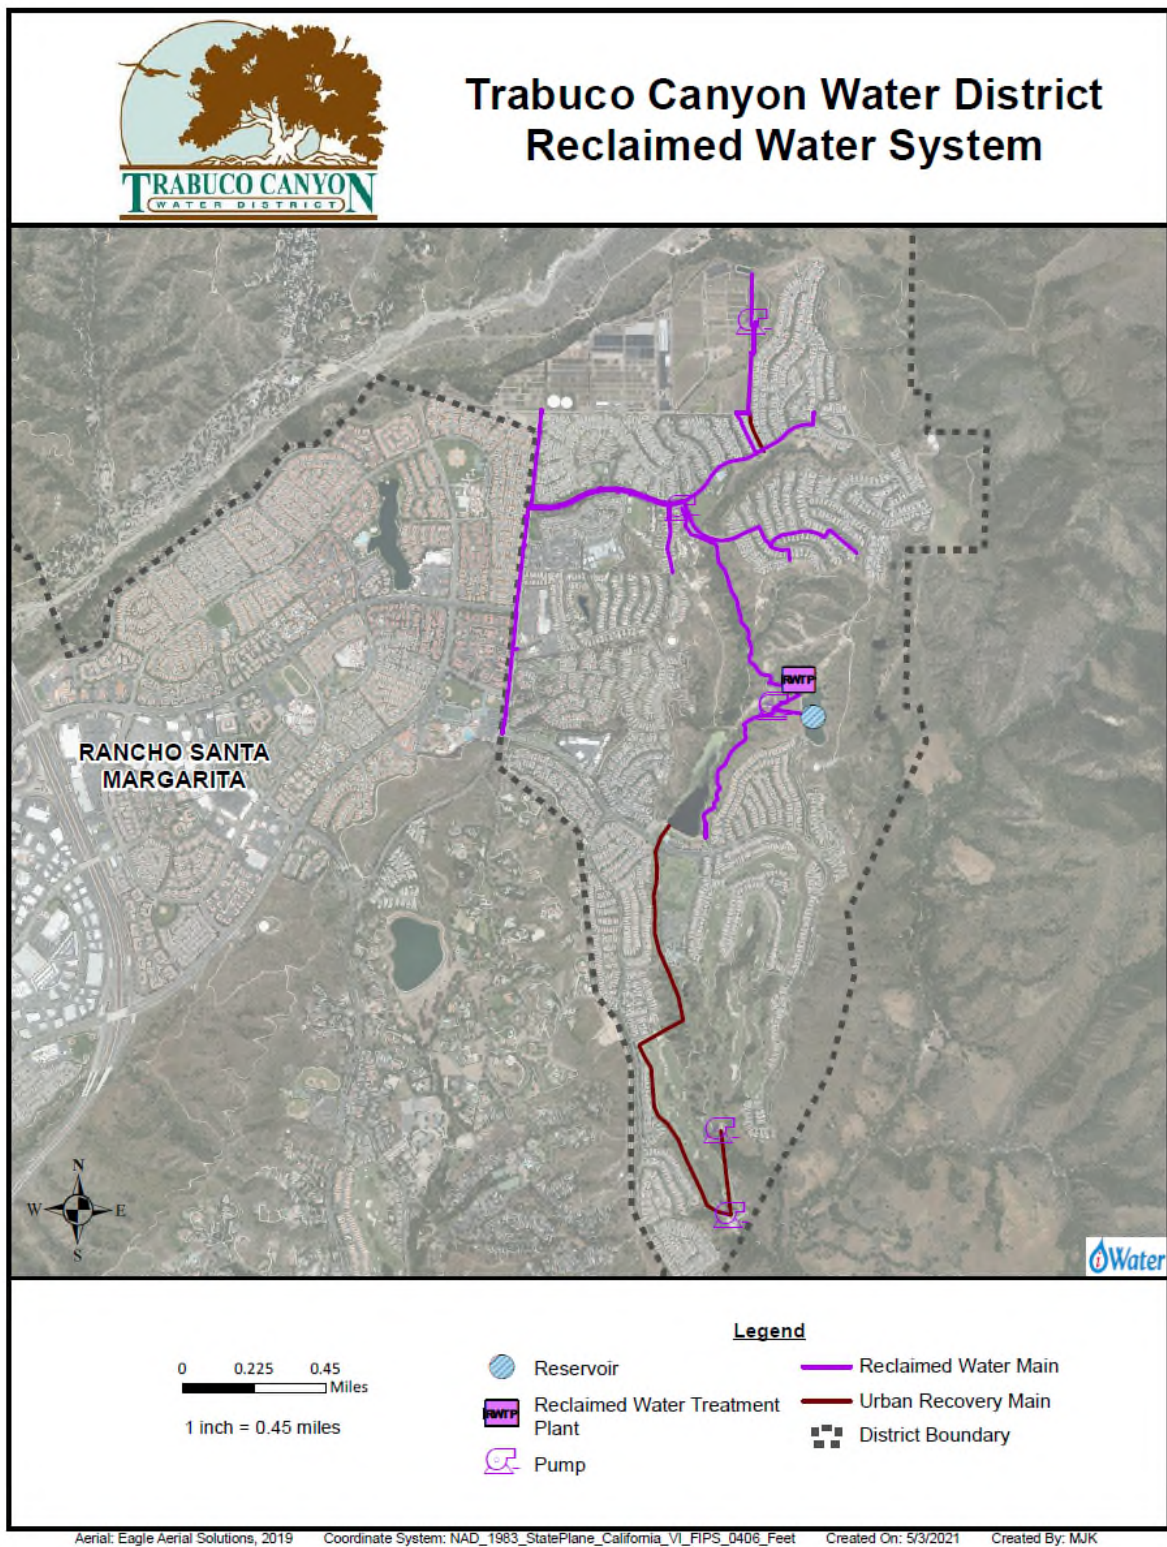 Trabuco Canyon Water District
Reclaimed Water System
TRABUCO CANYON
WATER DISTRICT
RWTP
RANCHO SANTA
MARGARITA
N
W E
S
iWater
Legend
0 0.225 0.45
Miles
1 inch = 0.45 miles
Reservoir
RWTP
Reclaimed Water Treatment
Plant
Pump
Reclaimed Water Main
Urban Recovery Main
District Boundary
Aerial: Eagle Aerial Solutions, 2019 Coordinate System: NAD_1983_StatePlane_California_VI_FIPS_0406_Feet Created On: 5/3/2021 Created By: MJK